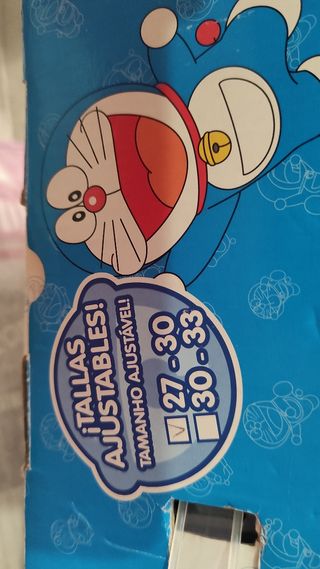 ¡TALLAS
AJUSTABLES!
TAMANHO AJUSTÁVEL!
27 - 30
30 - 33